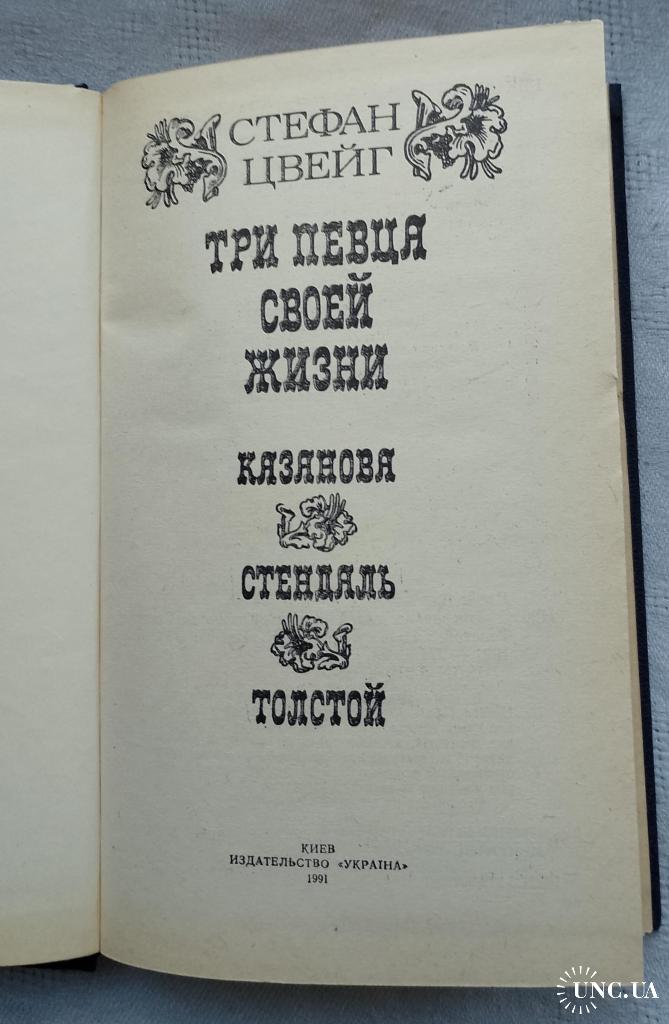 СТЕФАН
ЦВЕЙГ
ТРИ ПЕВЦА
СВОЕЙ
ЖИЗНИ
КАЗАНОВА
СТЕНДАЛЬ
ТОЛСТОЙ
КИЕВ
ИЗДАТЕЛЬСТВО «УКРАЇНА»
1991
UNC.UA